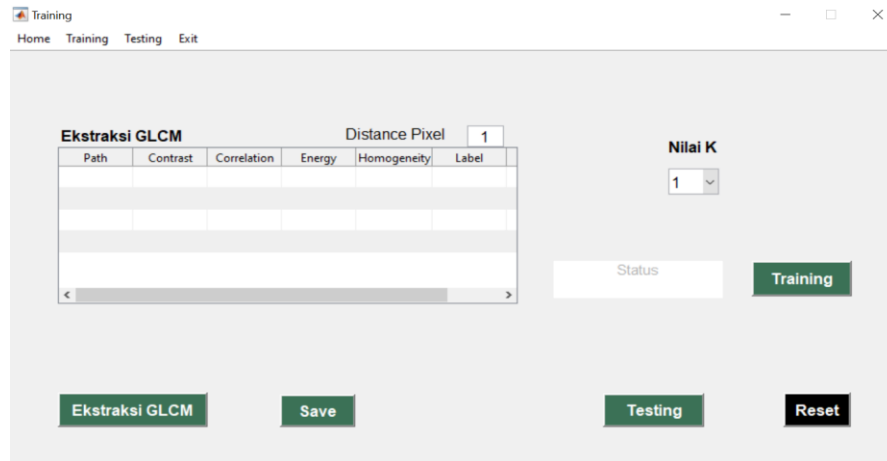 Training
Home Training Testing Exit
Ekstraksi GLCM Distance Pixel 1
Path Contrast Correlation Energy Homogeneity Label
Nilai K
1
Status
Training
Ekstraksi GLCM Save Testing Reset